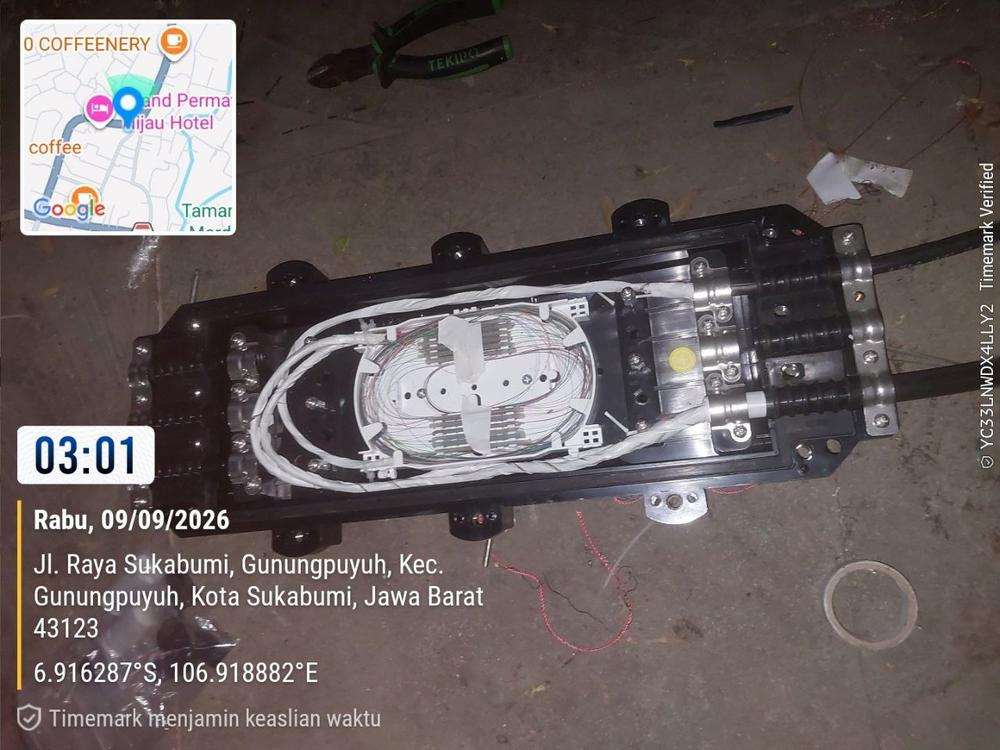 0 COFFEENERY
and Perma
Hijau Hotel
coffee
Google
Tamar
TEKIRO
03:01
Rabu, 09/09/2026
Jl. Raya Sukabumi, Gunungpuyuh, Kec.
Gunungpuyuh, Kota Sukabumi, Jawa Barat
43123
6.916287°S, 106.918882°E
Timemark menjamin keaslian waktu
YC33LNWDX4LLY2 Timemark Verified